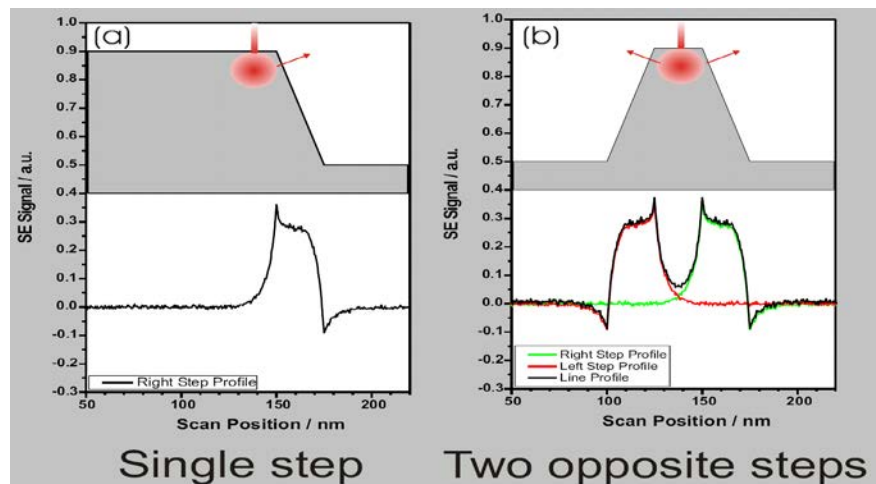 (a)
1.0
0.9
0.8
0.7
0.6
0.5
0.4
0.3
0.2
0.1
0.0
-0.1
-0.2
-0.3
SE Signal / a.u.
Right Step Profile
50 100 150 200
Scan Position / nm
Single step
(b)
1.0
0.9
0.8
0.7
0.6
0.5
0.4
0.3
0.2
0.1
0.0
-0.1
-0.2
-0.3
SE Signal / a.u.
Right Step Profile
Left Step Profile
Line Profile
50 100 150 200
Scan Position / nm
Two opposite steps